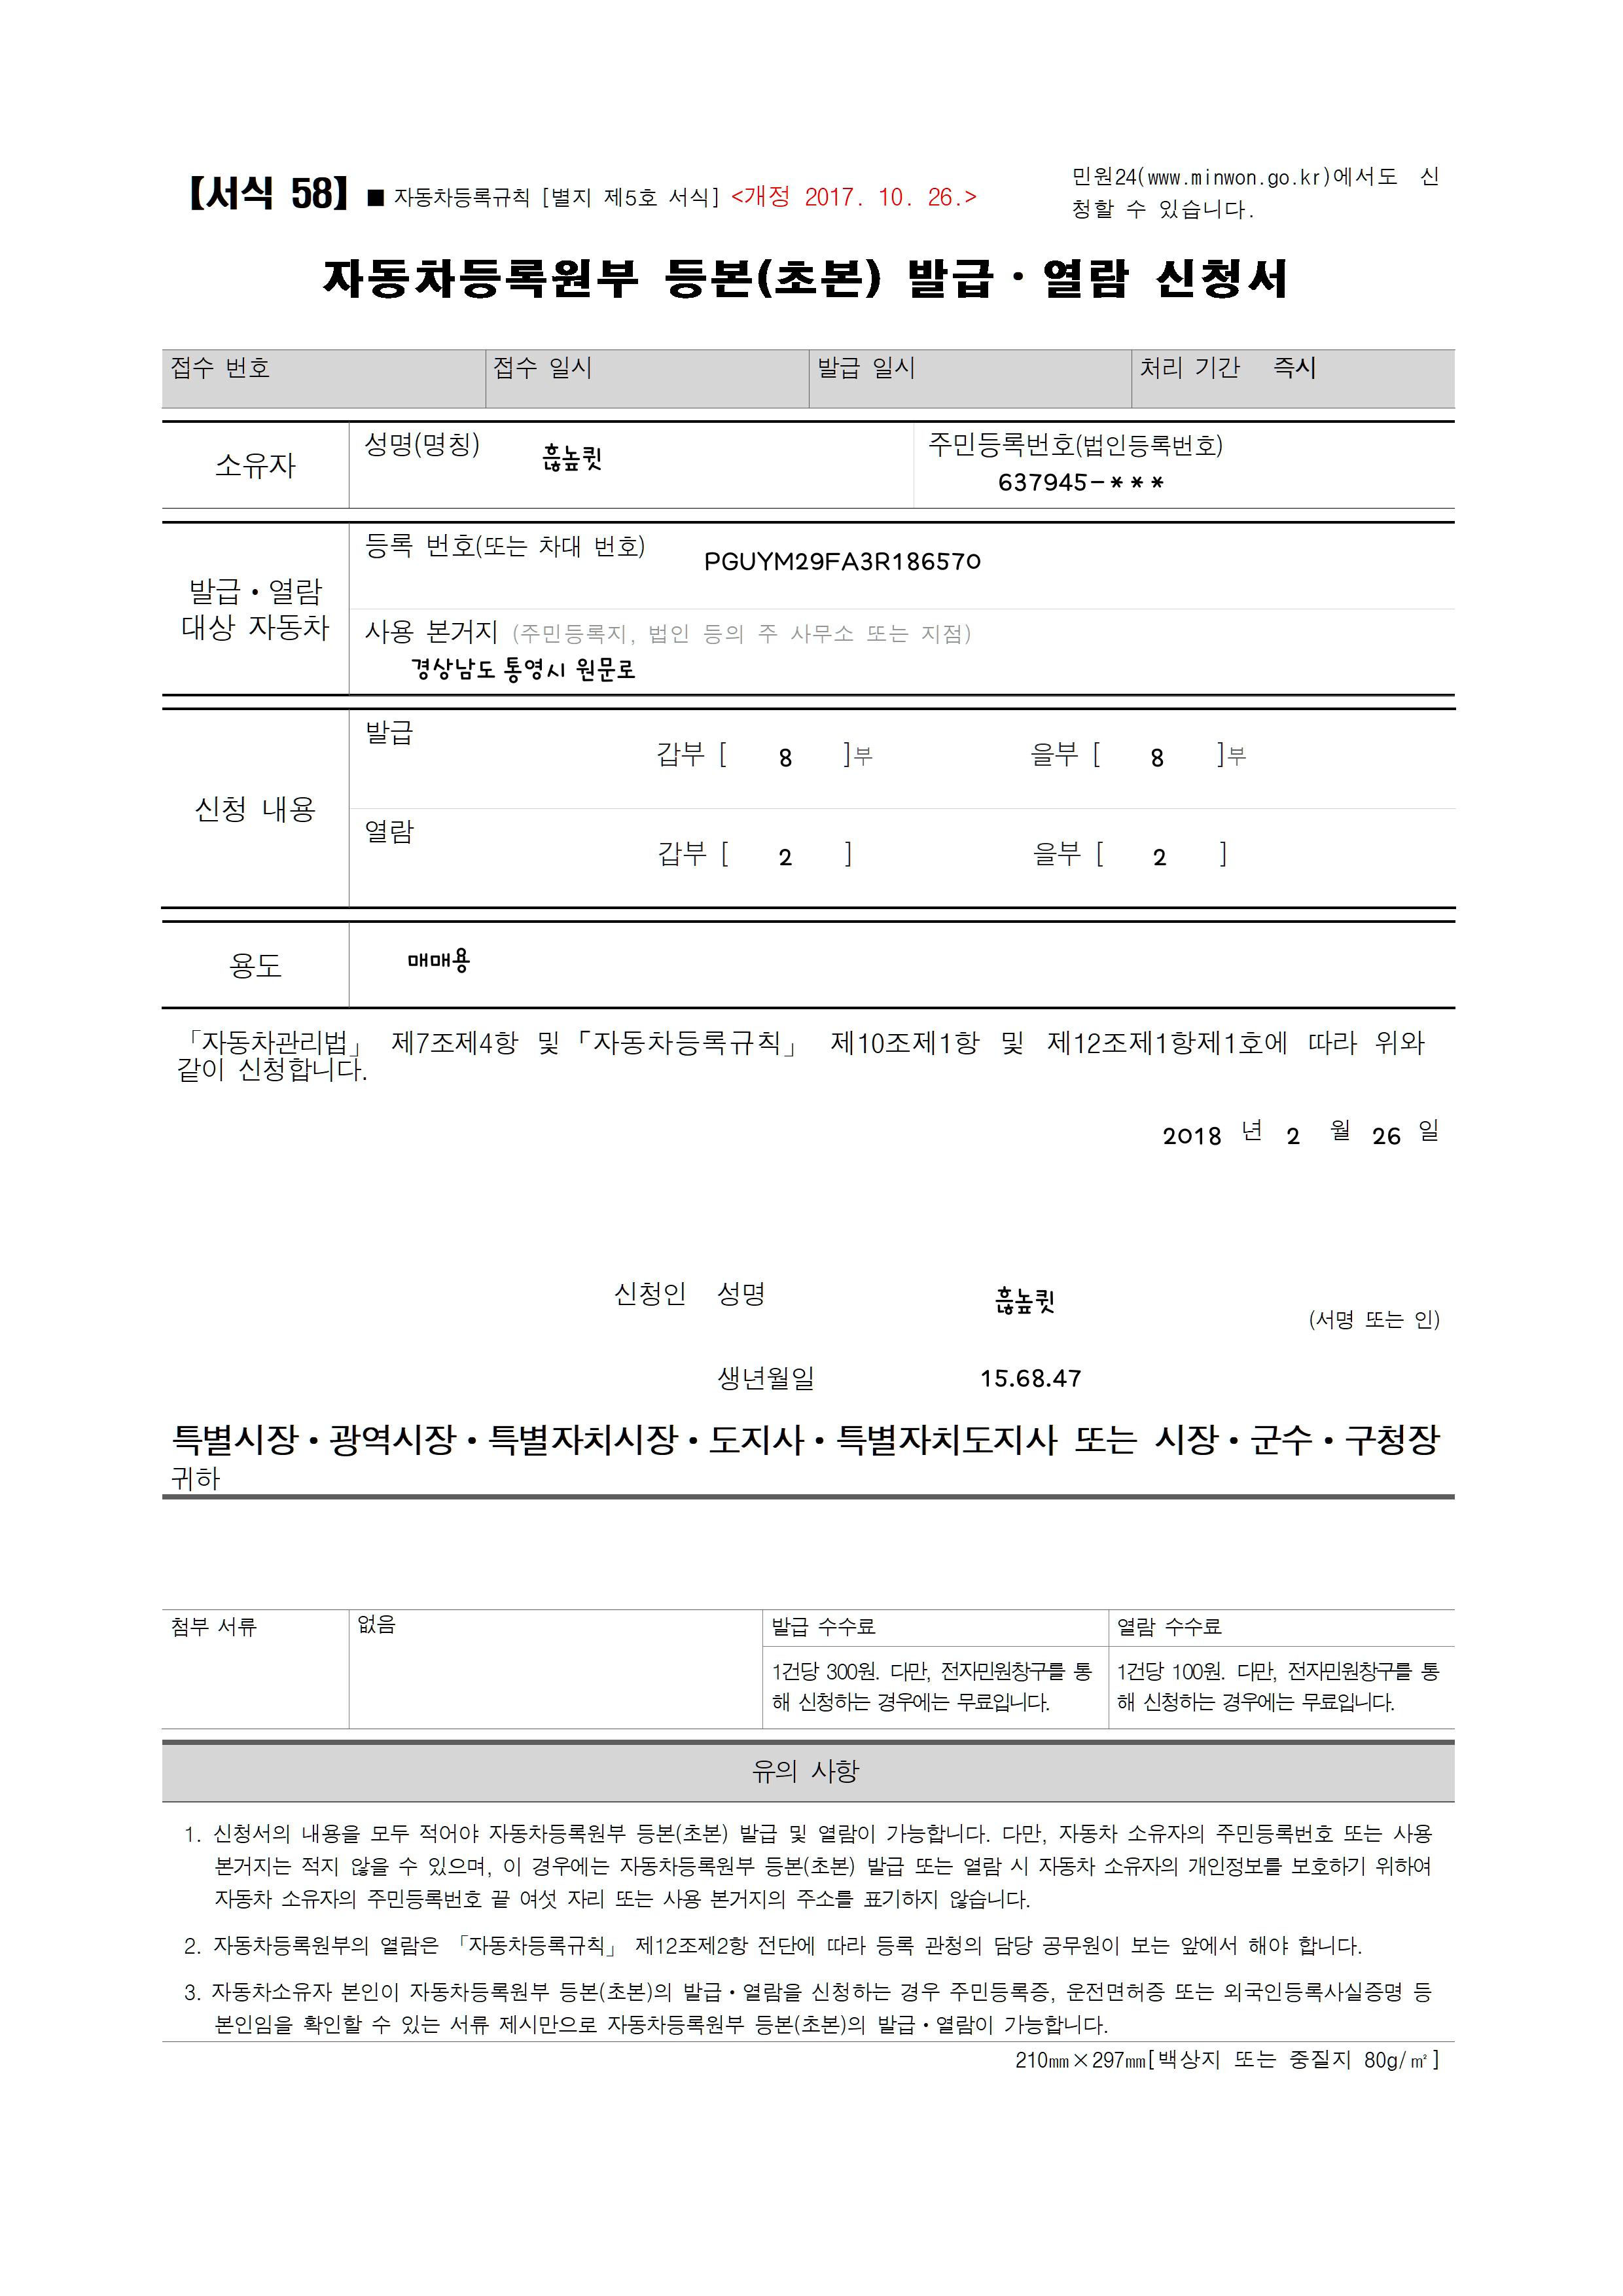 【서식 58】 ■ 자동차등록규칙 [별지 제5호 서식] <개정 2017. 10. 26.>
민원24(www.minwon.go.kr)에서도 신
청할 수 있습니다.
자동차등록원부 등본(초본) 발급·열람 신청서
접수 번호 접수 일시 발급 일시 처리 기간 즉시
소유자 성명(명칭) 흖높큇 주민등록번호(법인등록번호)
637945-***
발급·열람
대상 자동차
등록 번호(또는 차대 번호) PGUYM29FA3R186570
사용 본거지 (주민등록지, 법인 등의 주 사무소 또는 지점)
경상남도 통영시 원문로
신청 내용
발급
갑부 [ 8 ]부 을부 [ 8 ]부
열람
갑부 [ 2 ] 을부 [ 2 ]
용도 매매용
「자동차관리법」 제7조제4항 및 「자동차등록규칙」 제10조제1항 및 제12조제1항제1호에 따라 위와
같이 신청합니다.
2018 년 2 월 26 일
신청인 성명 흖높큇
(서명 또는 인)
생년월일 15.68.47
특별시장·광역시장·특별자치시장·도지사·특별자치도지사 또는 시장·군수·구청장
귀하
첨부 서류 없음 발급 수수료 열람 수수료
1건당 300원. 다만, 전자민원창구를 통
해 신청하는 경우에는 무료입니다.
1건당 100원. 다만, 전자민원창구를 통
해 신청하는 경우에는 무료입니다.
유의 사항
1. 신청서의 내용을 모두 적어야 자동차등록원부 등본(초본) 발급 및 열람이 가능합니다. 다만, 자동차 소유자의 주민등록번호 또는 사용
본거지는 적지 않을 수 있으며, 이 경우에는 자동차등록원부 등본(초본) 발급 또는 열람 시 자동차 소유자의 개인정보를 보호하기 위하여
자동차 소유자의 주민등록번호 끝 여섯 자리 또는 사용 본거지의 주소를 표기하지 않습니다.
2. 자동차등록원부의 열람은 「자동차등록규칙」 제12조제2항 전단에 따라 등록 관청의 담당 공무원이 보는 앞에서 해야 합니다.
3. 자동차소유자 본인이 자동차등록원부 등본(초본)의 발급·열람을 신청하는 경우 주민등록증, 운전면허증 또는 외국인등록사실증명 등
본인임을 확인할 수 있는 서류 제시만으로 자동차등록원부 등본(초본)의 발급·열람이 가능합니다.
210㎜×297㎜[백상지 또는 중질지 80g/㎡]